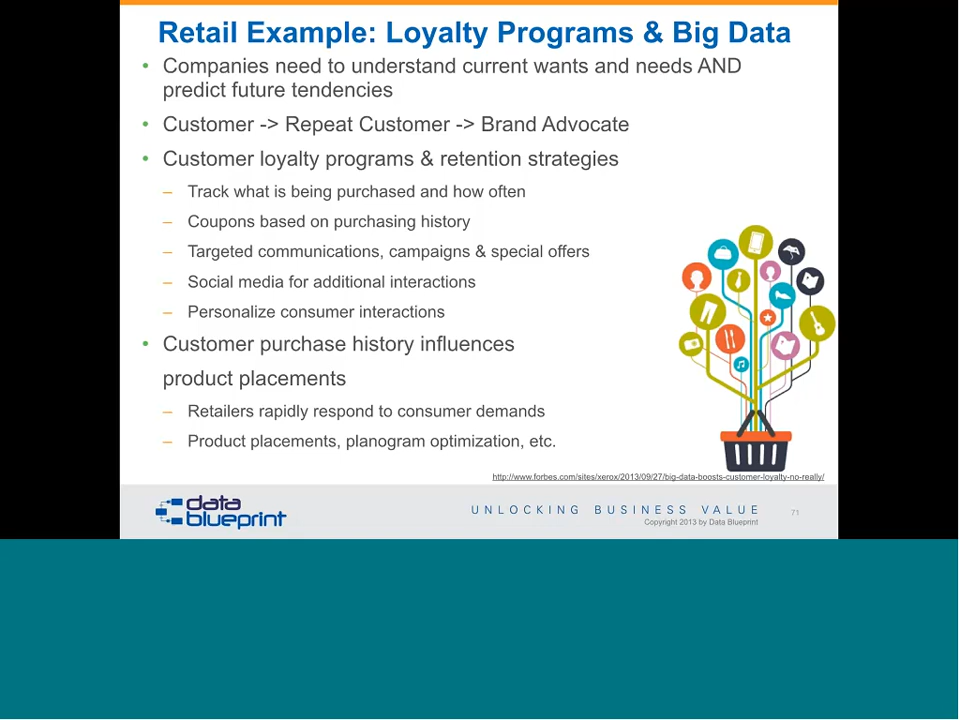 Retail Example: Loyalty Programs & Big Data
• Companies need to understand current wants and needs AND
predict future tendencies
• Customer -> Repeat Customer -> Brand Advocate
• Customer loyalty programs & retention strategies
– Track what is being purchased and how often
– Coupons based on purchasing history
– Targeted communications, campaigns & special offers
– Social media for additional interactions
– Personalize consumer interactions
• Customer purchase history influences
product placements
– Retailers rapidly respond to consumer demands
– Product placements, planogram optimization, etc.
http://www.forbes.com/sites/xerox/2013/09/27/big-data-boosts-customer-loyalty-no-really/
data
blueprint
UNLOCKING BUSINESS VALUE
Copyright 2013 by Data Blueprint
71